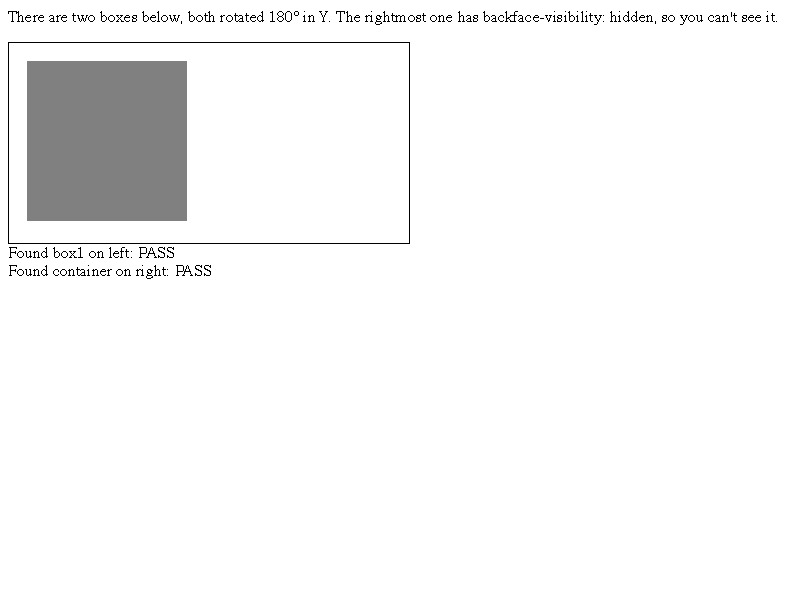 There are two boxes below, both rotated 180° in Y. The rightmost one has backface-visibility: hidden, so you can't see it.
Found box1 on left: PASS
Found container on right: PASS